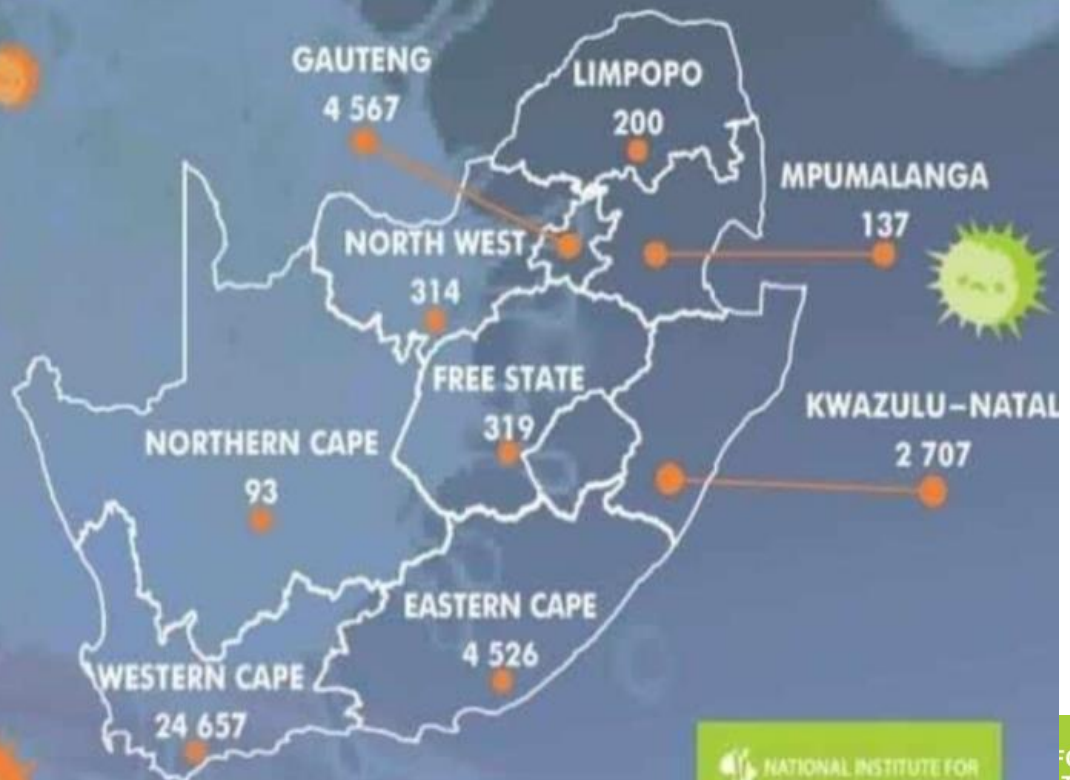 GAUTENG
4 567
LIMPOPO
200
MPUMALANGA
137
NORTH WEST
314
FREE STATE
319
KWAZULU-NATAL
2 707
NORTHERN CAPE
93
EASTERN CAPE
4 526
WESTERN CAPE
24 657
NATIONAL INSTITUTE FOR